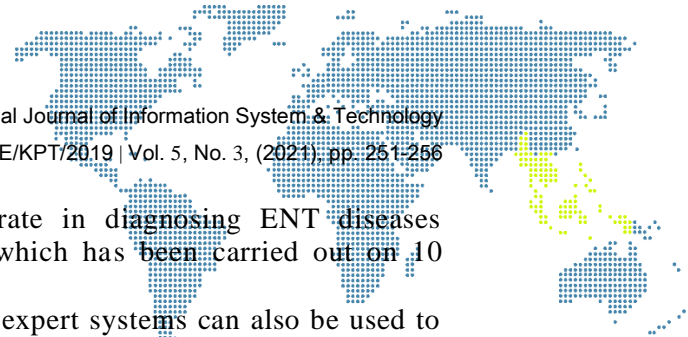 al Journal of Information System & Technology
E/KPT/2019 | Vol. 5, No. 3, (2021), pp. 251-256
rate in diagnosing ENT diseases
which has been carried out on 10
expert systems can also be used to